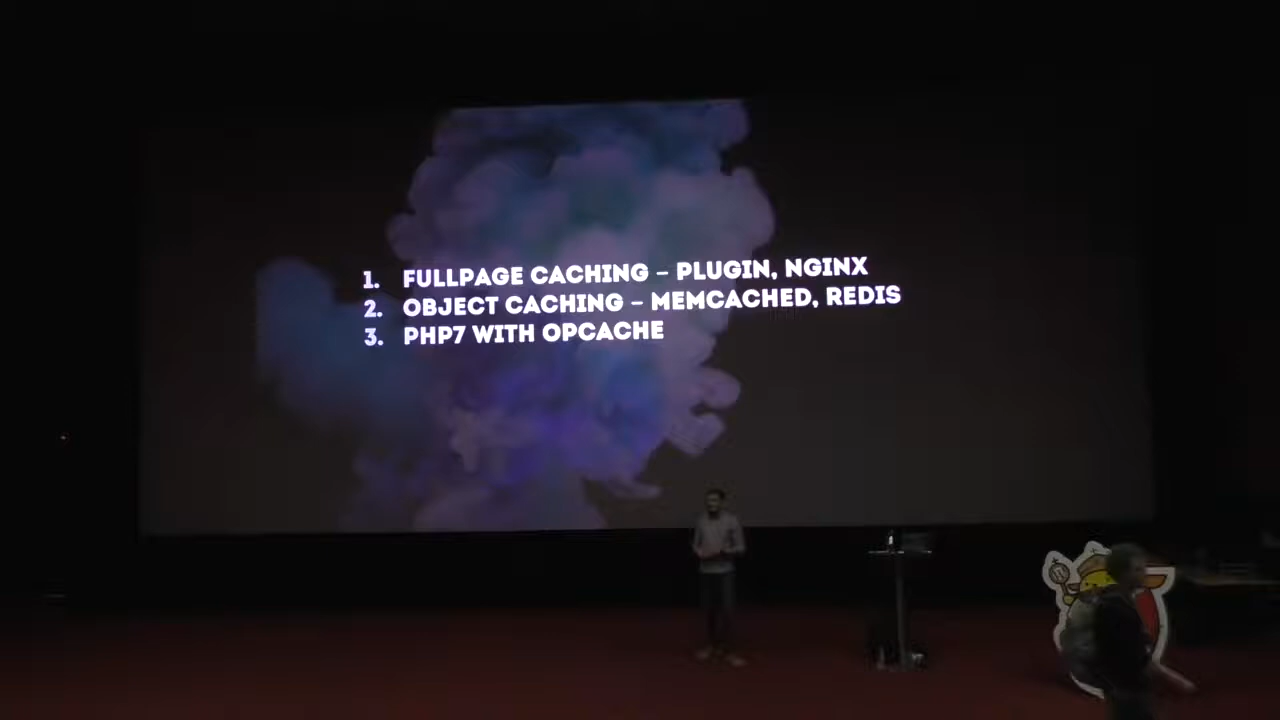 1. FULLPAGE CACHING – PLUGIN, NGINX
2. OBJECT CACHING – MEMCACHED, REDIS
3. PHP7 WITH OPCACHE